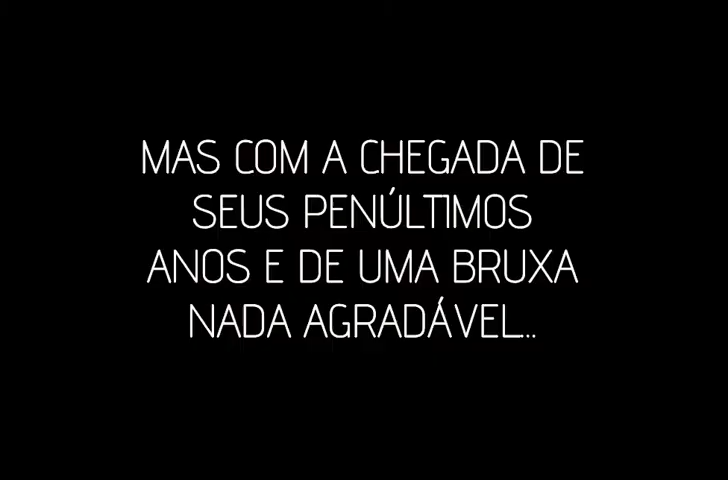 MAS COM A CHEGADA DE
SEUS PENÚLTIMOS
ANOS E DE UMA BRUXA
NADA AGRADÁVEL...